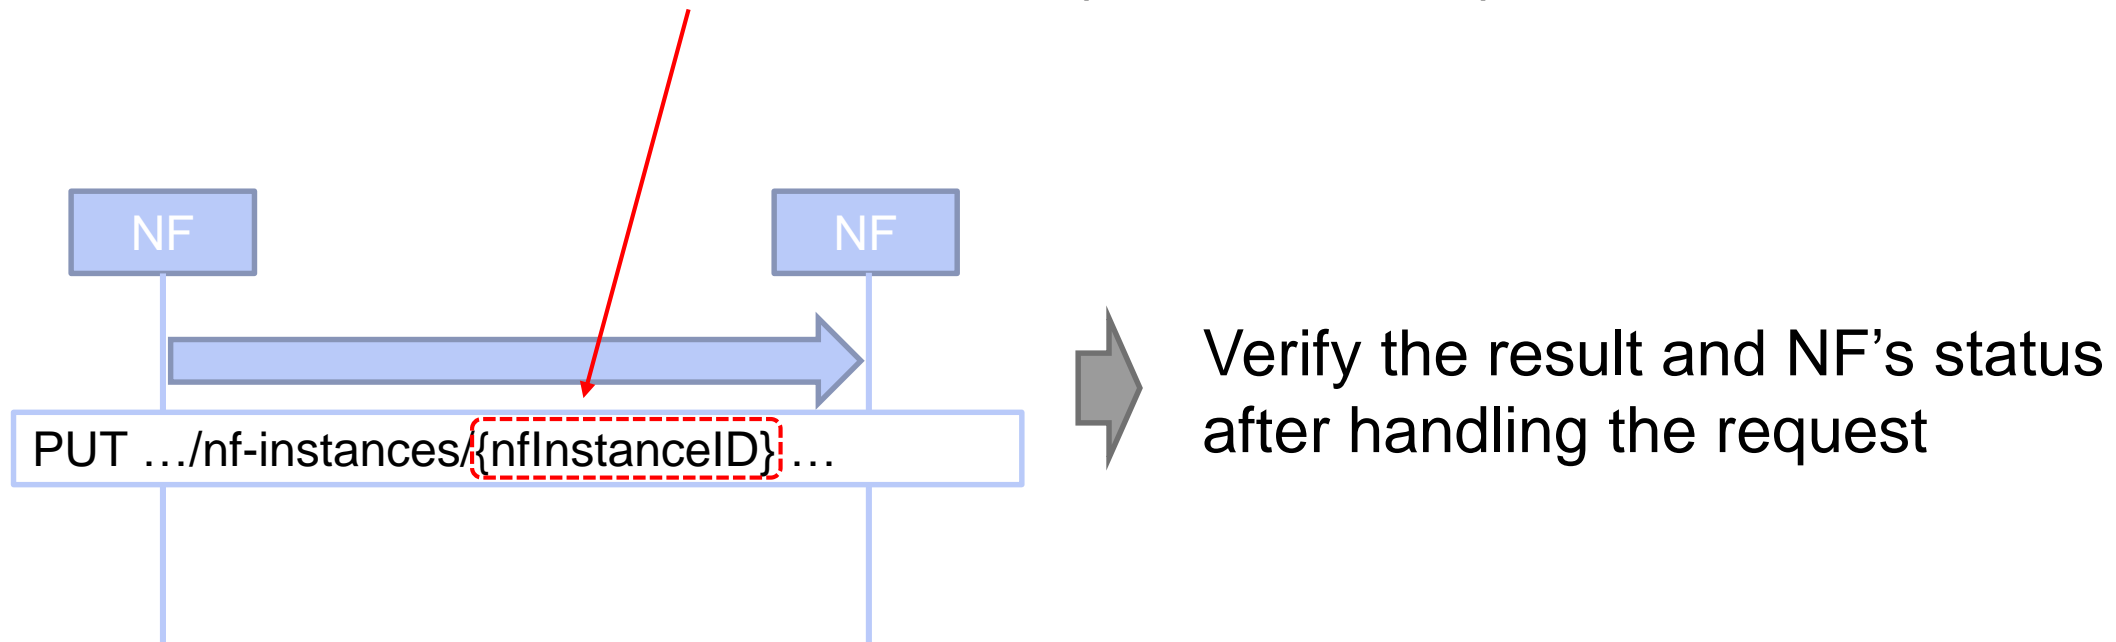 NF
NF
PUT …/nf-instances/{nfInstanceID} …
Verify the result and NF’s status
after handling the request